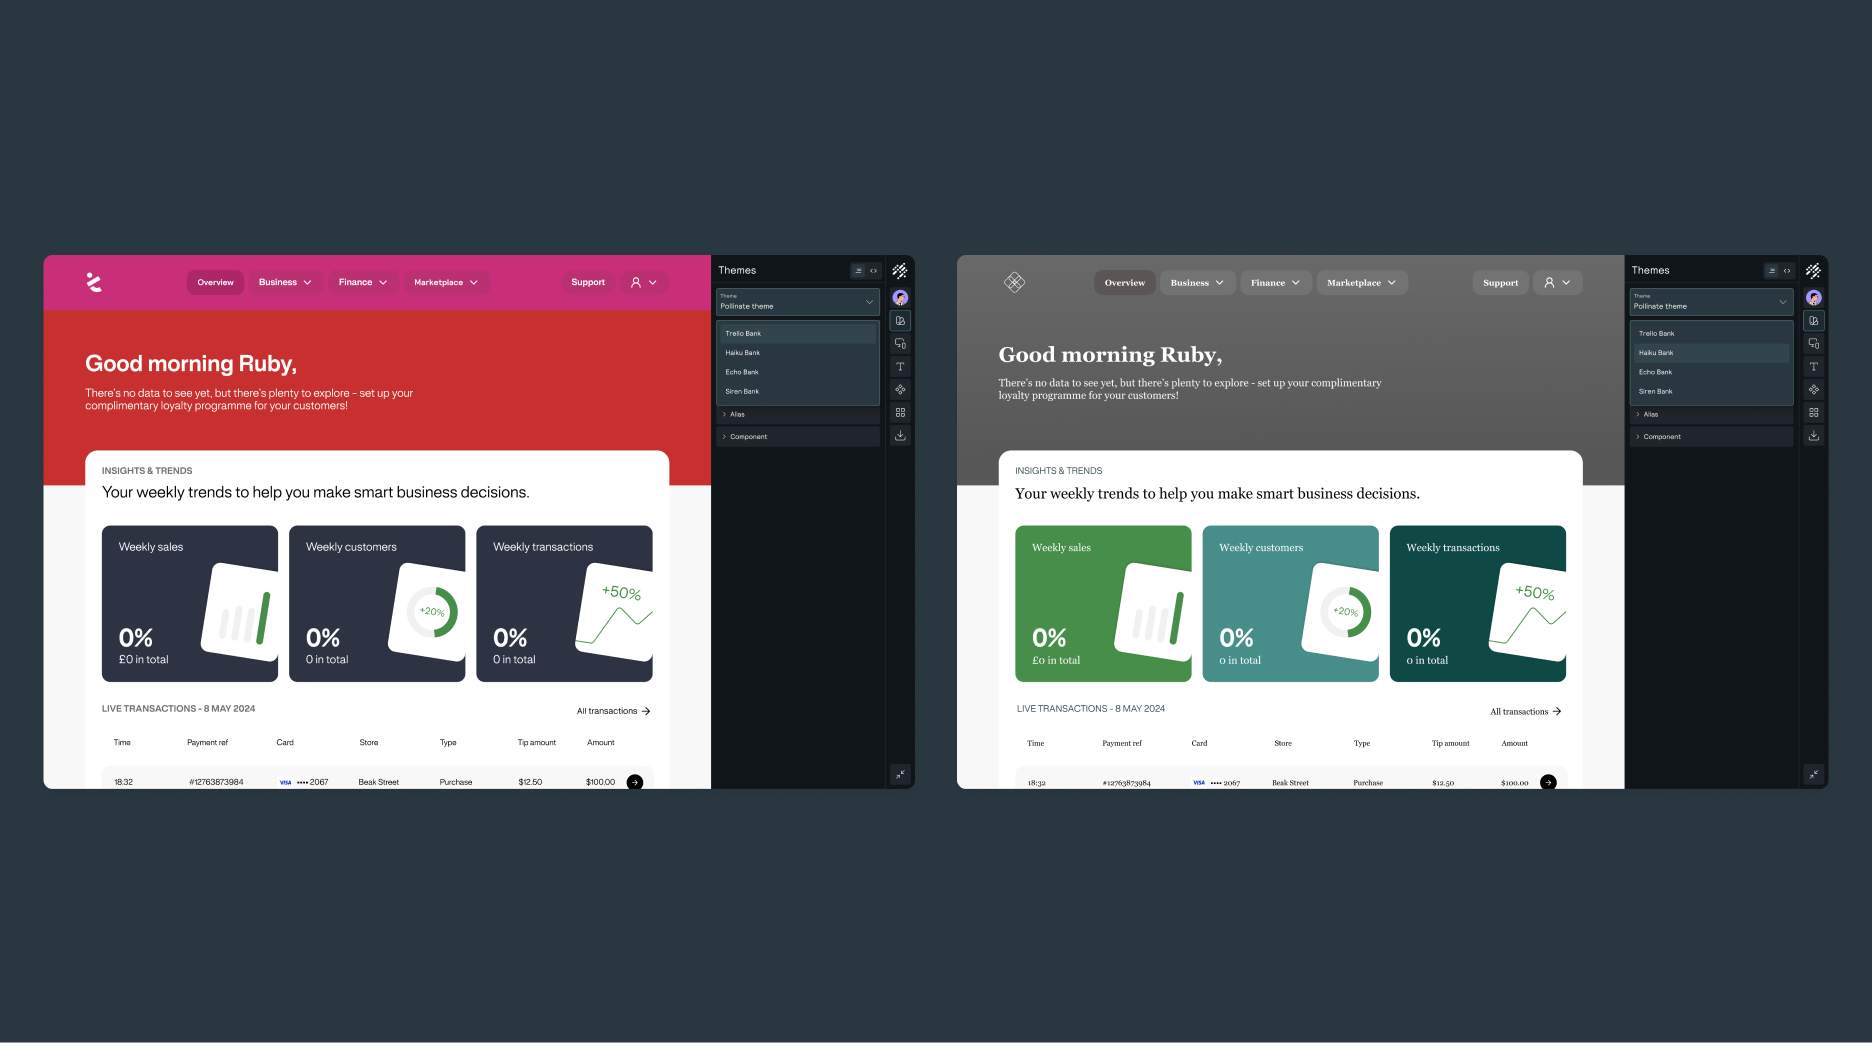 Overview
Business
Finance
Marketplace
Support
Good morning Ruby,
There's no data to see yet, but there's plenty to explore - set up your
complimentary loyalty programme for your customers!
INSIGHTS & TRENDS
Your weekly trends to help you make smart business decisions.
Weekly sales
0%
£0 in total
Weekly customers
+20%
0%
0 in total
Weekly transactions
+50%
0%
0 in total
LIVE TRANSACTIONS - 8 MAY 2024
All transactions
Time Payment ref Card Store Type Tip amount Amount
18:32 #12763873984 VISA •••• 2067 Beak Street Purchase $12.50 $100.00
Themes
Theme
Pollinate theme
Trello Bank
Haiku Bank
Echo Bank
Siren Bank
Alias
Component
Overview
Business
Finance
Marketplace
Support
Good morning Ruby,
There's no data to see yet, but there's plenty to explore - set up your complimentary
loyalty programme for your customers!
INSIGHTS & TRENDS
Your weekly trends to help you make smart business decisions.
Weekly sales
0%
£0 in total
Weekly customers
+20%
0%
0 in total
Weekly transactions
+50%
0%
0 in total
LIVE TRANSACTIONS - 8 MAY 2024
All transactions
Time Payment ref Card Store Type Tip amount Amount
18:32 #12763873984 VISA •••• 2067 Beak Street Purchase $12.50 $100.00
Themes
Theme
Pollinate theme
Trello Bank
Haiku Bank
Echo Bank
Siren Bank
Alias
Component